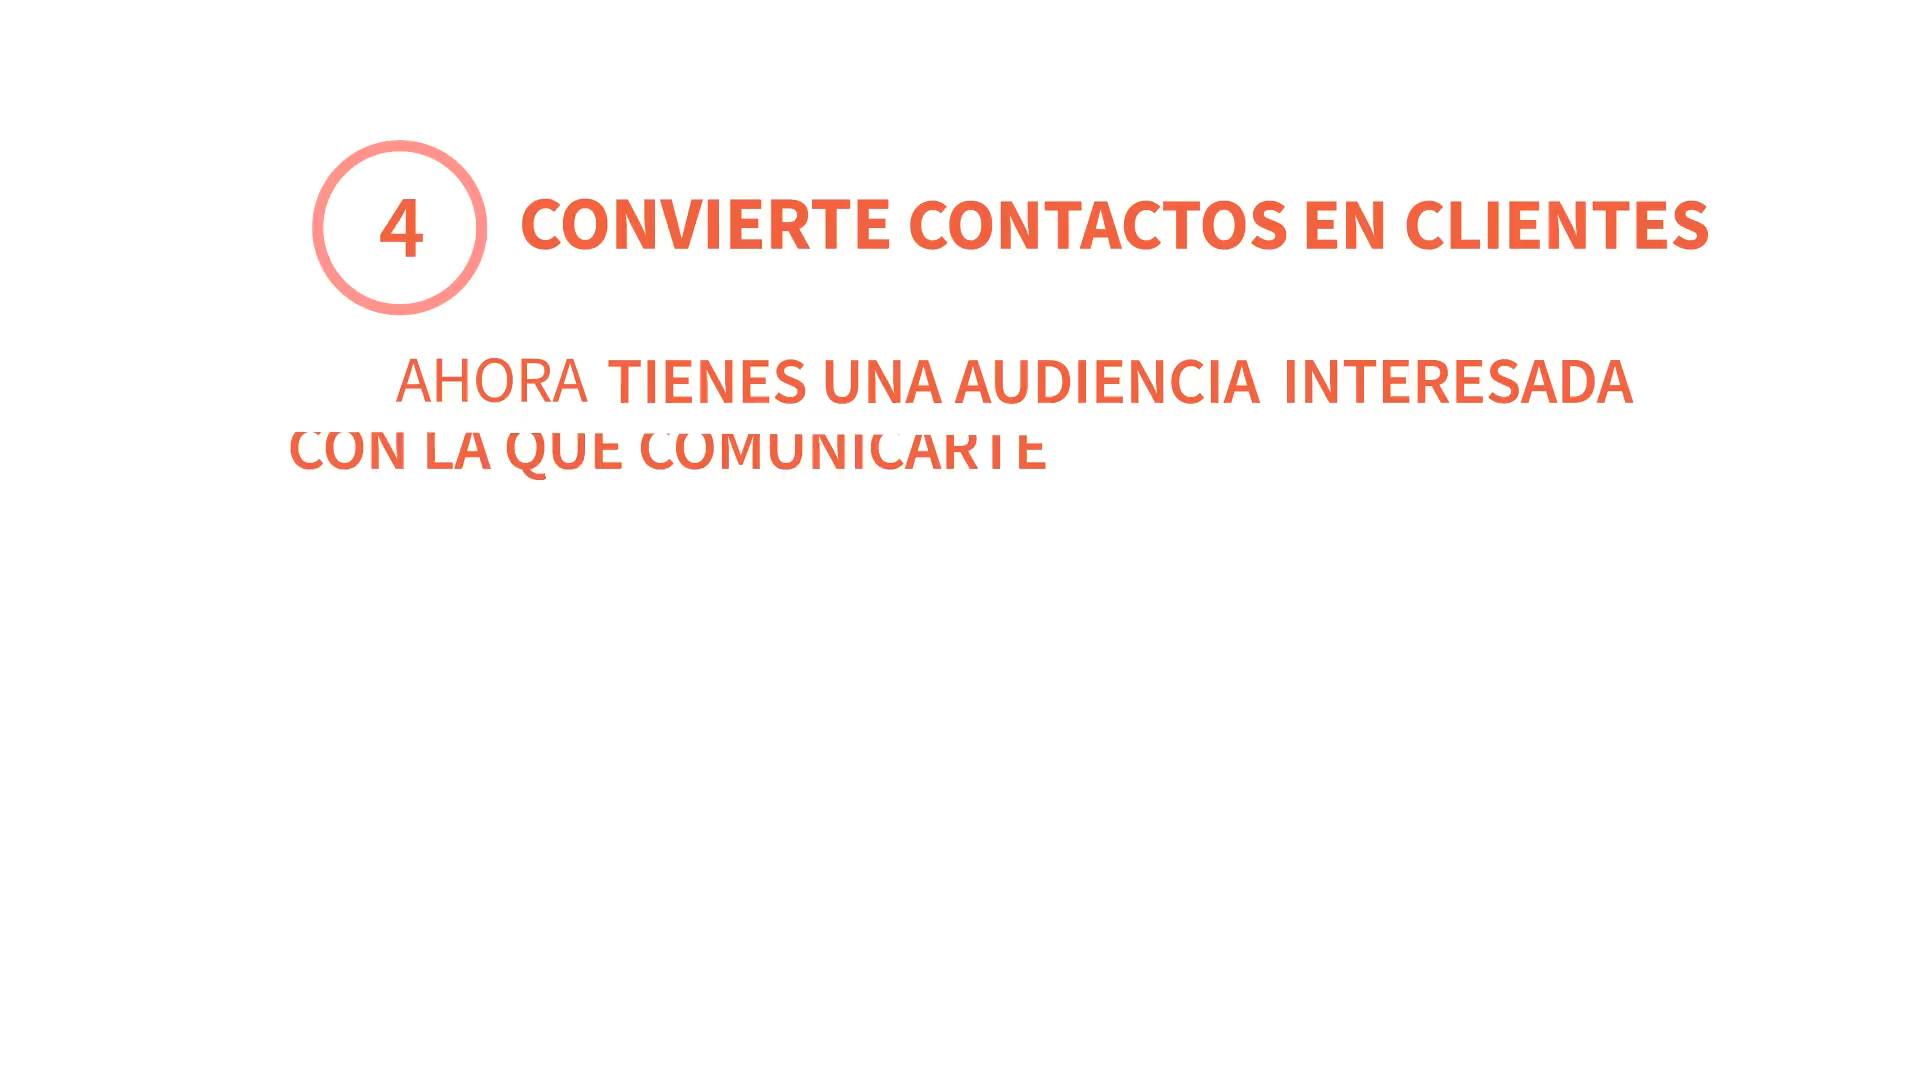 4 CONVIERTE CONTACTOS EN CLIENTES
AHORA TIENES UNA AUDIENCIA INTERESADA
CON LA QUE COMUNICARTE